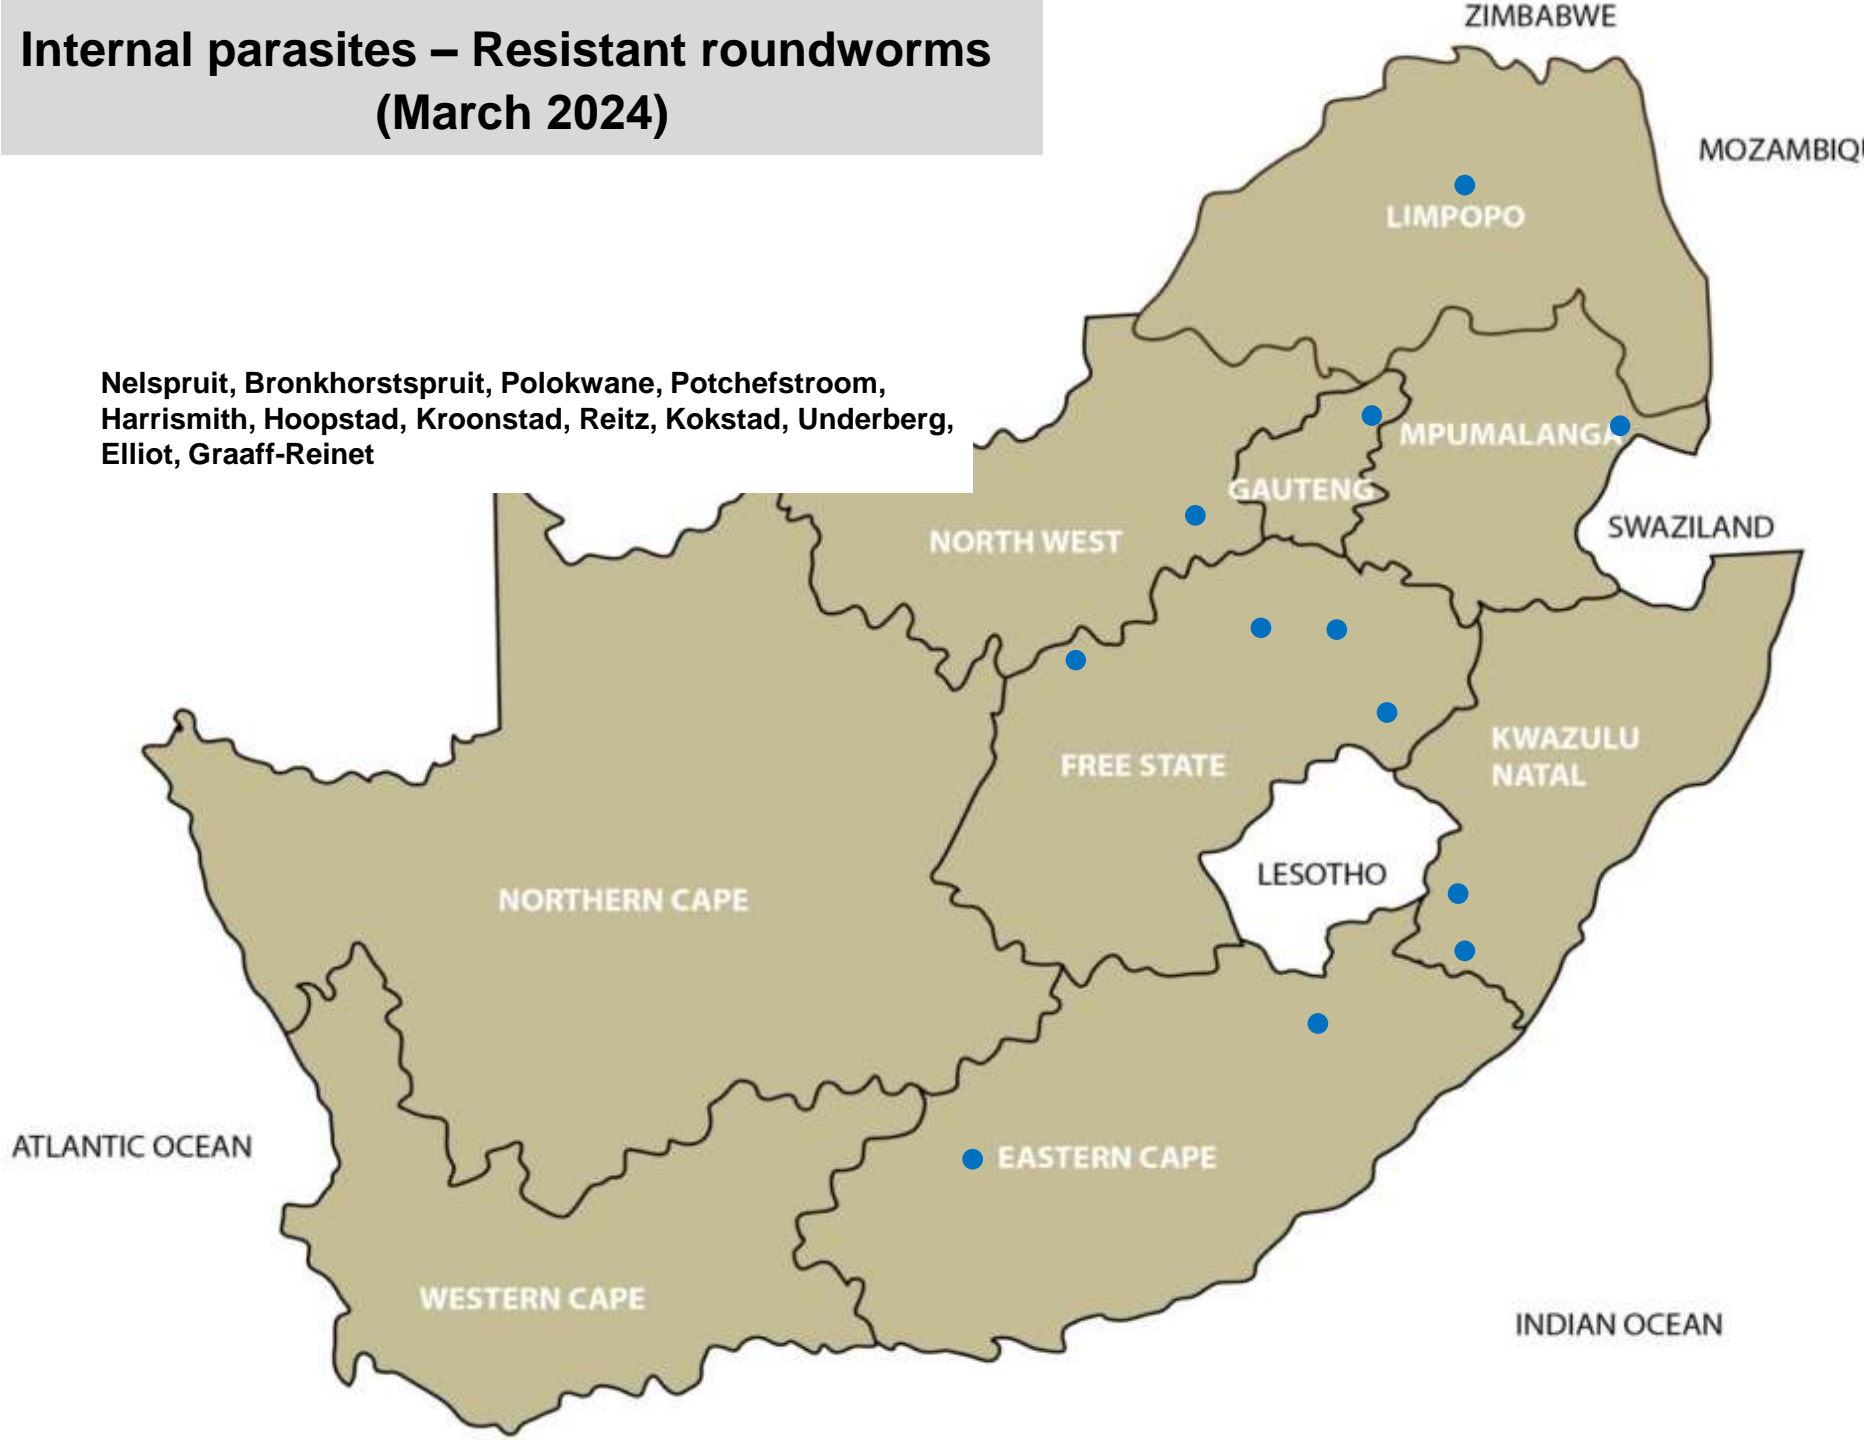 Internal parasites – Resistant roundworms
(March 2024)
ZIMBABWE
MOZAMBIQU
LIMPOPO
Nelspruit, Bronkhorstspruit, Polokwane, Potchefstroom,
Harrismith, Hoopstad, Kroonstad, Reitz, Kokstad, Underberg,
Elliot, Graaff-Reinet
MPUMALANGA
GAUTENG
NORTH WEST
SWAZILAND
FREE STATE
KWAZULU
NATAL
LESOTHO
NORTHERN CAPE
ATLANTIC OCEAN
EASTERN CAPE
WESTERN CAPE
INDIAN OCEAN